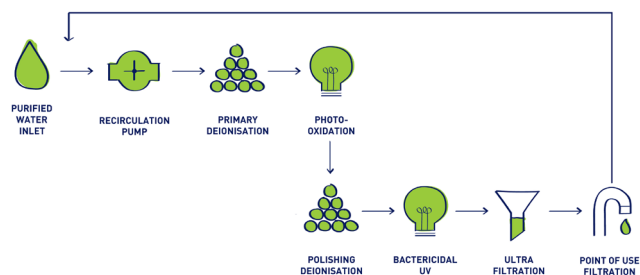 PURIFIED
WATER
INLET
RECIRCULATION
PUMP
PRIMARY
DEIONISATION
PHOTO-
OXIDATION
POLISHING
DEIONISATION
BACTERICIDAL
UV
ULTRA
FILTRATION
POINT OF USE
FILTRATION